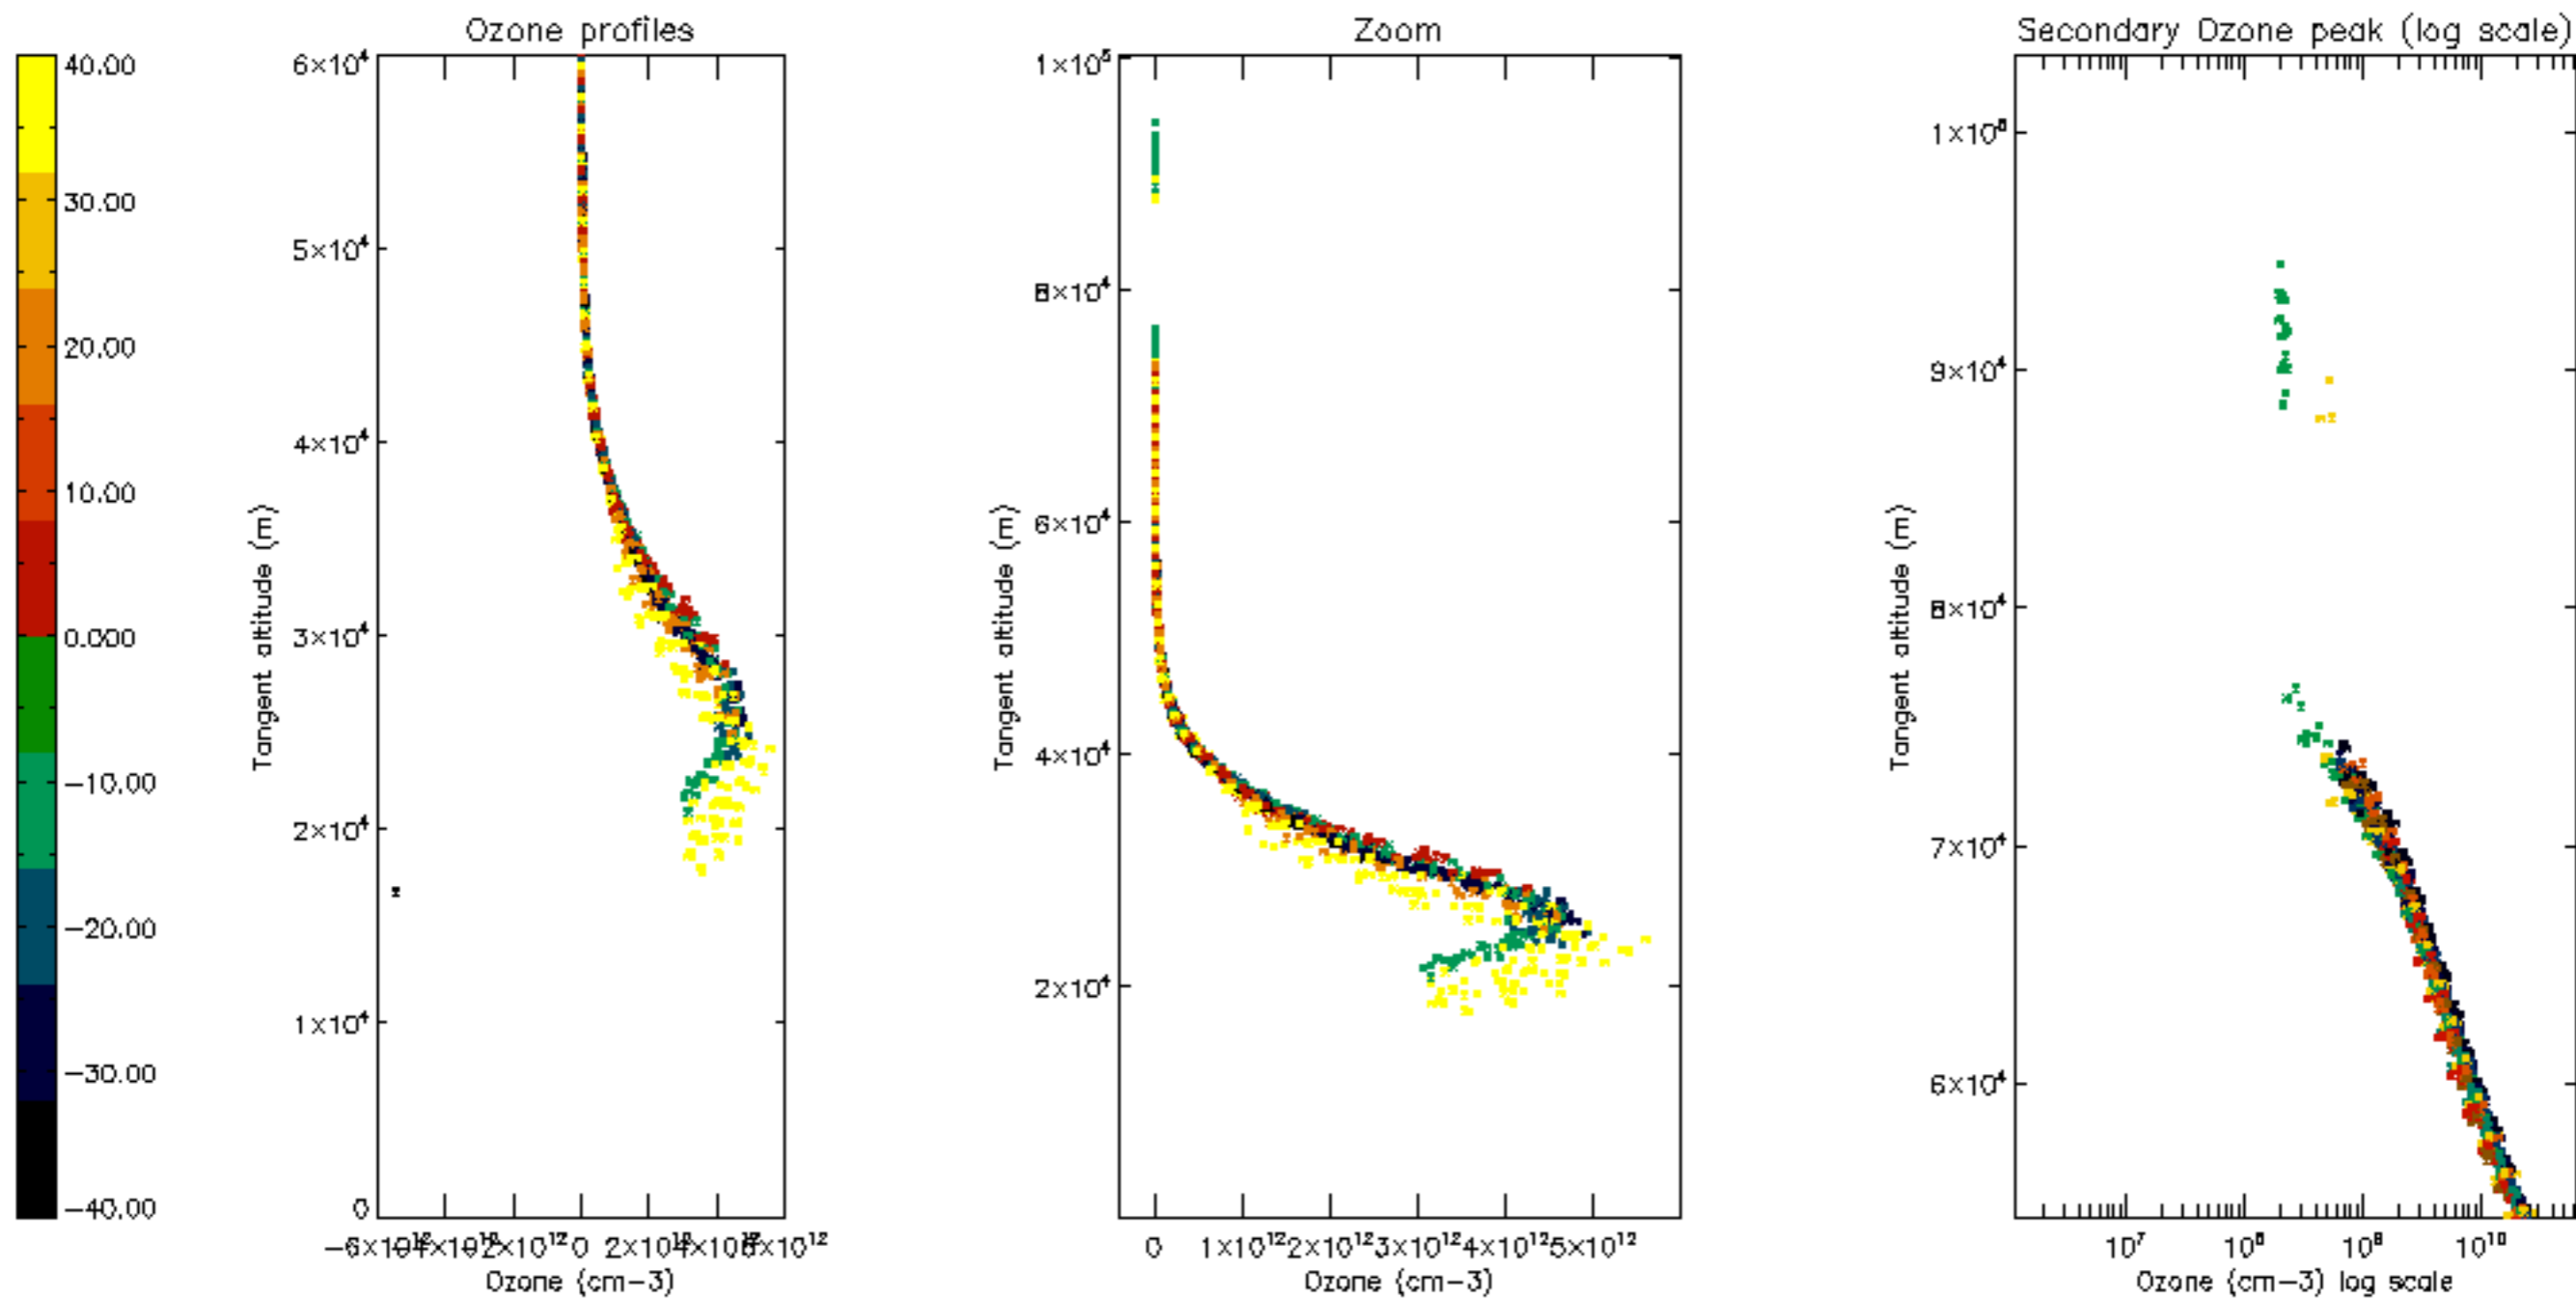 Ozone profiles
Zoom
Secondary Ozone peak (log scale)
40.00
30.00
20.00
10.00
0.00
-10.00
-20.00
-30.00
-40.00
6×10⁴
5×10⁴
4×10⁴
3×10⁴
2×10⁴
1×10⁴
0
Tangent altitude (m)
0 2×10¹²
Ozone (cm-3)
1×10⁵
8×10⁴
6×10⁴
4×10⁴
2×10⁴
Tangent altitude (m)
0 1×10¹² 2×10¹² 3×10¹² 4×10¹² 5×10¹²
Ozone (cm-3)
9×10⁴
8×10⁴
7×10⁴
6×10⁴
Tangent altitude (m)
10⁷ 10⁸ 10⁹ 10¹⁰
Ozone (cm-3) log scale